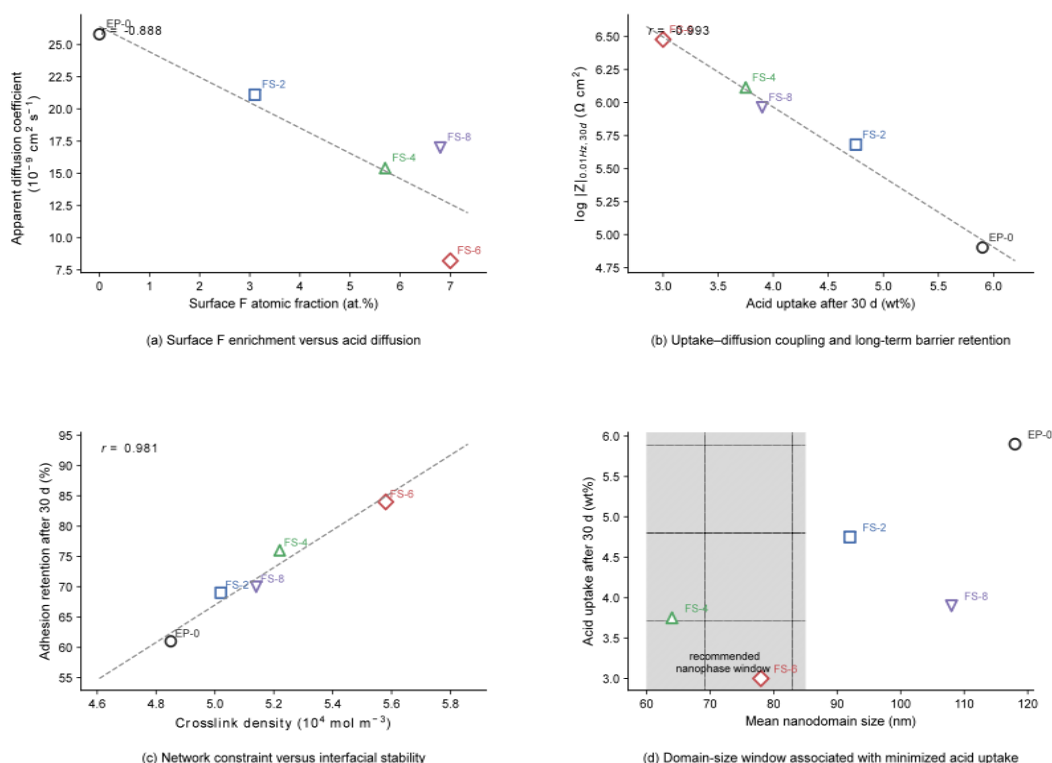 EP-0
r = -0.888
25.0
22.5
20.0
17.5
15.0
12.5
10.0
7.5
Apparent diffusion coefficient
(10⁻⁹ cm² s⁻¹)
FS-2
FS-8
FS-4
FS-6
0 1 2 3 4 5 6 7
Surface F atomic fraction (at.%)
(a) Surface F enrichment versus acid diffusion
r = -0.993
6.50
6.25
6.00
5.75
5.50
5.25
5.00
4.75
log |Z|0.01Hz,30d (Ω cm²)
FS-4
FS-8
FS-2
EP-0
3.0 3.5 4.0 4.5 5.0 5.5 6.0
Acid uptake after 30 d (wt%)
(b) Uptake–diffusion coupling and long-term barrier retention
r = 0.981
95
90
85
80
75
70
65
60
55
Adhesion retention after 30 d (%)
FS-6
FS-4
FS-2
FS-8
EP-0
4.6 4.8 5.0 5.2 5.4 5.6 5.8
Crosslink density (10⁴ mol m⁻³)
(c) Network constraint versus interfacial stability
6.0
5.5
5.0
4.5
4.0
3.5
3.0
Acid uptake after 30 d (wt%)
EP-0
FS-2
FS-8
FS-4
recommended
nanophase window
FS-6
60 70 80 90 100 110 120
Mean nanodomain size (nm)
(d) Domain-size window associated with minimized acid uptake